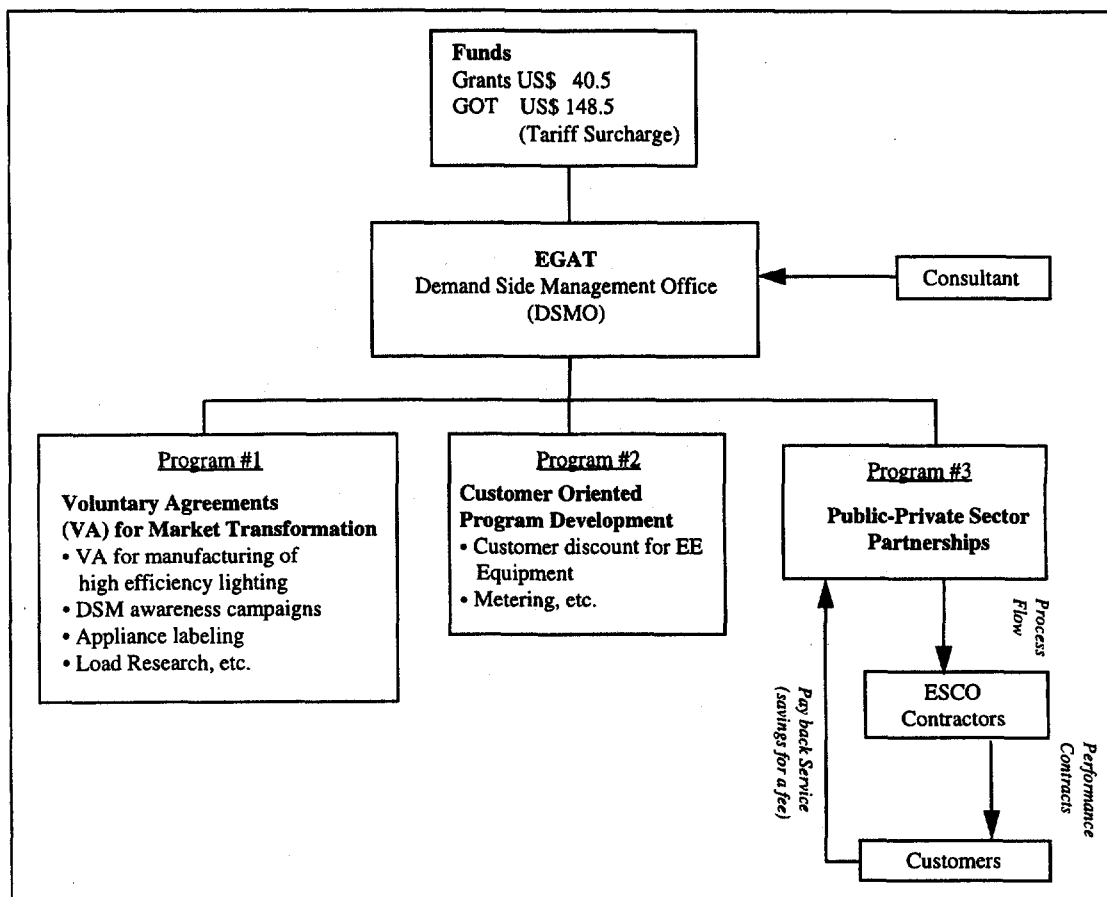 Funds
Grants US$ 40.5
GOT US$ 148.5
(Tariff Surcharge)
EGAT
Demand Side Management Office
(DSMO)
Consultant
Program #1
Voluntary Agreements
(VA) for Market Transformation
• VA for manufacturing of
high efficiency lighting
• DSM awareness campaigns
• Appliance labeling
• Load Research, etc.
Program #2
Customer Oriented
Program Development
• Customer discount for EE
Equipment
• Metering, etc.
Program #3
Public-Private Sector
Partnerships
Process
Flow
ESCO
Contractors
Pay back Service
(savings for a fee)
Performance
Contracts
Customers